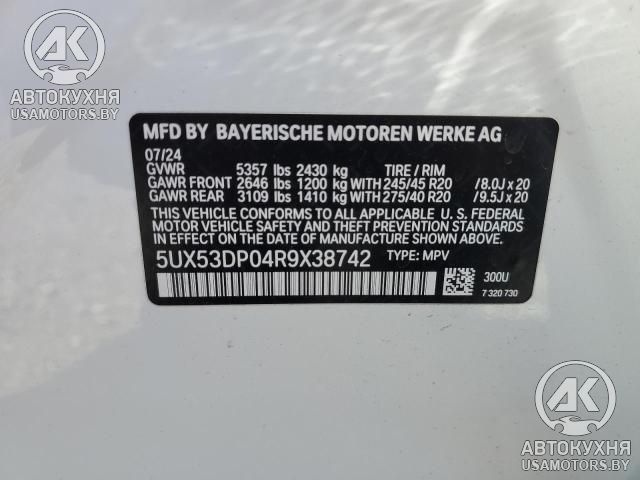 AK
АВТОКУХНЯ
USAMOTORS.BY
MFD BY BAYERISCHE MOTOREN WERKE AG
07/24
GVWR 5357 lbs 2430 kg TIRE / RIM
GAWR FRONT 2646 lbs 1200 kg WITH 245/45 R20 /8.0J x 20
GAWR REAR 3109 lbs 1410 kg WITH 275/40 R20 /9.5J x 20
THIS VEHICLE CONFORMS TO ALL APPLICABLE U. S. FEDERAL
MOTOR VEHICLE SAFETY, BUMPER, AND THEFT PREVENTION
STANDARDS IN EFFECT ON THE DATE OF MANUFACTURE SHOWN ABOVE.
5UX53DP04R9X38742 TYPE: MPV
300U
7 320 730
AK
АВТОКУХНЯ
USAMOTORS.BY